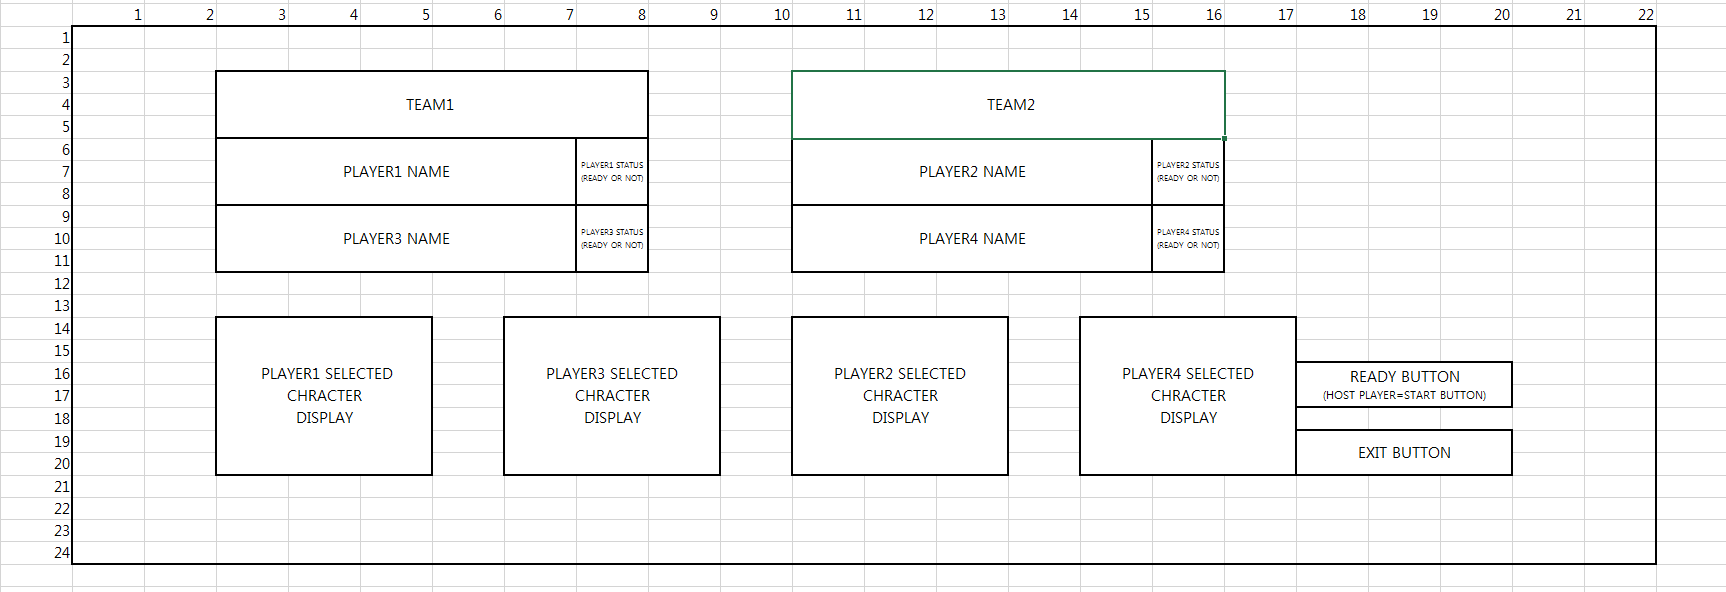 1 2 3 4 5 6 7 8 9 10 11 12 13 14 15 16 17 18 19 20 21 22
1
2
3
4
5
6
7
8
9
10
11
12
13
14
15
16
17
18
19
20
21
22
23
24
TEAM1
TEAM2
PLAYER1 NAME
PLAYER1 STATUS
(READY OR NOT)
PLAYER2 NAME
PLAYER2 STATUS
(READY OR NOT)
PLAYER3 NAME
PLAYER3 STATUS
(READY OR NOT)
PLAYER4 NAME
PLAYER4 STATUS
(READY OR NOT)
PLAYER1 SELECTED
CHRACTER
DISPLAY
PLAYER3 SELECTED
CHRACTER
DISPLAY
PLAYER2 SELECTED
CHRACTER
DISPLAY
PLAYER4 SELECTED
CHRACTER
DISPLAY
READY BUTTON
(HOST PLAYER=START BUTTON)
EXIT BUTTON